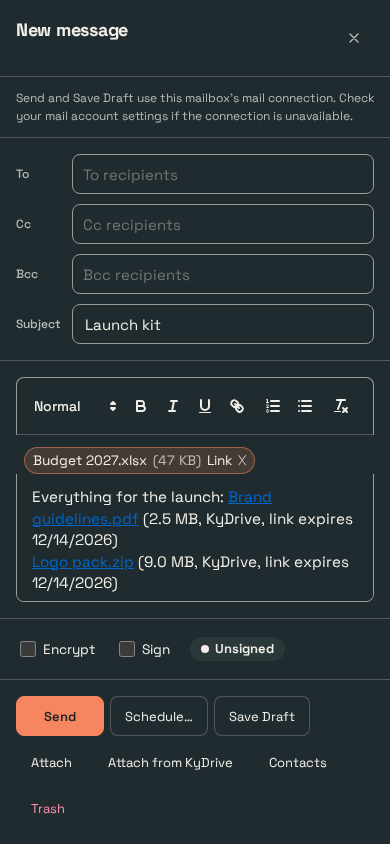 New message
×
Send and Save Draft use this mailbox's mail connection. Check
your mail account settings if the connection is unavailable.
To
To recipients
Cc
Cc recipients
Bcc
Bcc recipients
Subject
Launch kit
Normal
B I U
Budget 2027.xlsx (47 KB) Link X
Everything for the launch: Brand
guidelines.pdf (2.5 MB, KyDrive, link expires
12/14/2026)
Logo pack.zip (9.0 MB, KyDrive, link expires
12/14/2026)
Encrypt
Sign
Unsigned
Send
Schedule…
Save Draft
Attach
Attach from KyDrive
Contacts
Trash